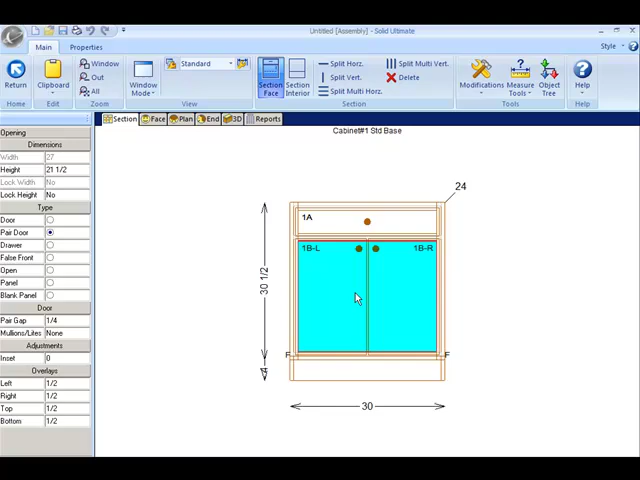 Untitled [Assembly] - Solid Ultimate
Main
Properties
Style
Return
Clipboard
Window
Out
All
Window
Mode
Standard
Section
Face
Section
Interior
Split Horz.
Split Vert.
Split Multi Horz.
Split Multi Vert.
Delete
Modifications
Measure
Tools
Object
Tree
Help
Home
Edit
Zoom
View
Section
Tools
Help
Section
Face
Plan
End
3D
Reports
Opening
Dimensions
Width 27
Height 21 1/2
Lock Width No
Lock Height No
Type
Door
Pair Door
Drawer
False Front
Open
Panel
Blank Panel
Door
Pair Gap 1/4
Mullions/Lites None
Adjustments
Inset 0
Overlays
Left 1/2
Right 1/2
Top 1/2
Bottom 1/2
Cabinet#1 Std Base
24
1A
1B-L
1B-R
30 1/2
F
F
4
30